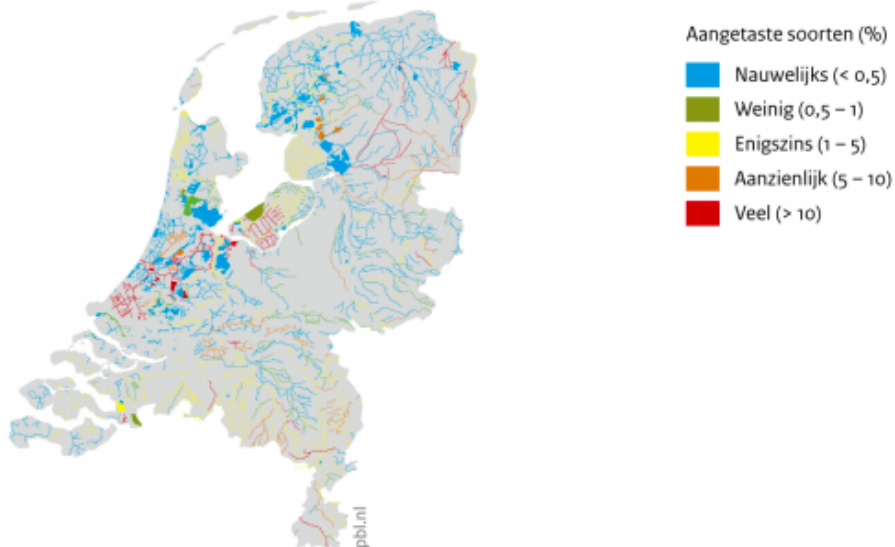 Aangetaste soorten (%)
Nauwelijks (< 0,5)
Weinig (0,5 – 1)
Enigszins (1 – 5)
Aanzienlijk (5 – 10)
Veel (> 10)
pbl.nl